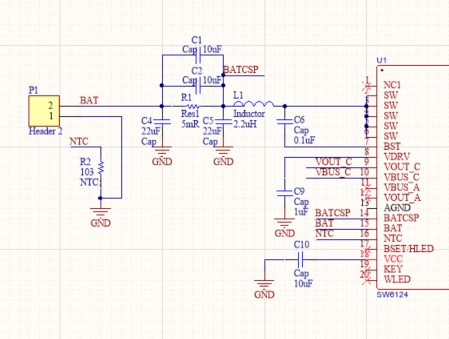 C1
Cap 10uF
C2
Cap 10uF
BATCSP
P1
2
1
Header 2
BAT
R1
Res1
5mR
L1
Inductor
2.2uH
C4
22uF
Cap
GND
C5
22uF
Cap
GND
C6
Cap
0.1uF
NTC
R2
103
NTC
GND
VOUT_C
VBUS_C
C9
Cap
1uF
GND
BATCSP
BAT
NTC
C10
Cap
10uF
GND
U1
1 NC1
SW
SW
SW
SW
SW
7 BST
8 VDRV
9 VOUT_C
10 VBUS_C
11 VBUS_A
12 VOUT_A
13 AGND
14 BATCSP
15 BAT
16 NTC
17 BSET/HLED
18 VCC
19 KEY
20 WLED
SW6124